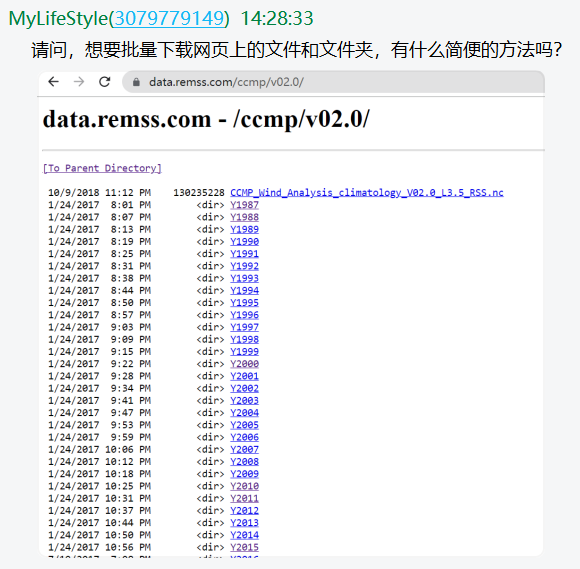 MyLifeStyle(3079779149) 14:28:33
请问，想要批量下载网页上的文件和文件夹，有什么简便的方法吗？
data.remss.com/ccmp/v02.0/
data.remss.com - /ccmp/v02.0/
[To Parent Directory]
10/9/2018 11:12 PM 130235228 CCMP_Wind_Analysis_climatology_V02.0_L3.5_RSS.nc
1/24/2017 8:01 PM <dir> Y1987
1/24/2017 8:07 PM <dir> Y1988
1/24/2017 8:13 PM <dir> Y1989
1/24/2017 8:19 PM <dir> Y1990
1/24/2017 8:25 PM <dir> Y1991
1/24/2017 8:31 PM <dir> Y1992
1/24/2017 8:38 PM <dir> Y1993
1/24/2017 8:44 PM <dir> Y1994
1/24/2017 8:50 PM <dir> Y1995
1/24/2017 8:57 PM <dir> Y1996
1/24/2017 9:03 PM <dir> Y1997
1/24/2017 9:09 PM <dir> Y1998
1/24/2017 9:15 PM <dir> Y1999
1/24/2017 9:22 PM <dir> Y2000
1/24/2017 9:28 PM <dir> Y2001
1/24/2017 9:34 PM <dir> Y2002
1/24/2017 9:41 PM <dir> Y2003
1/24/2017 9:47 PM <dir> Y2004
1/24/2017 9:53 PM <dir> Y2005
1/24/2017 9:59 PM <dir> Y2006
1/24/2017 10:06 PM <dir> Y2007
1/24/2017 10:12 PM <dir> Y2008
1/24/2017 10:18 PM <dir> Y2009
1/24/2017 10:25 PM <dir> Y2010
1/24/2017 10:31 PM <dir> Y2011
1/24/2017 10:37 PM <dir> Y2012
1/24/2017 10:44 PM <dir> Y2013
1/24/2017 10:50 PM <dir> Y2014
1/24/2017 10:56 PM <dir> Y2015